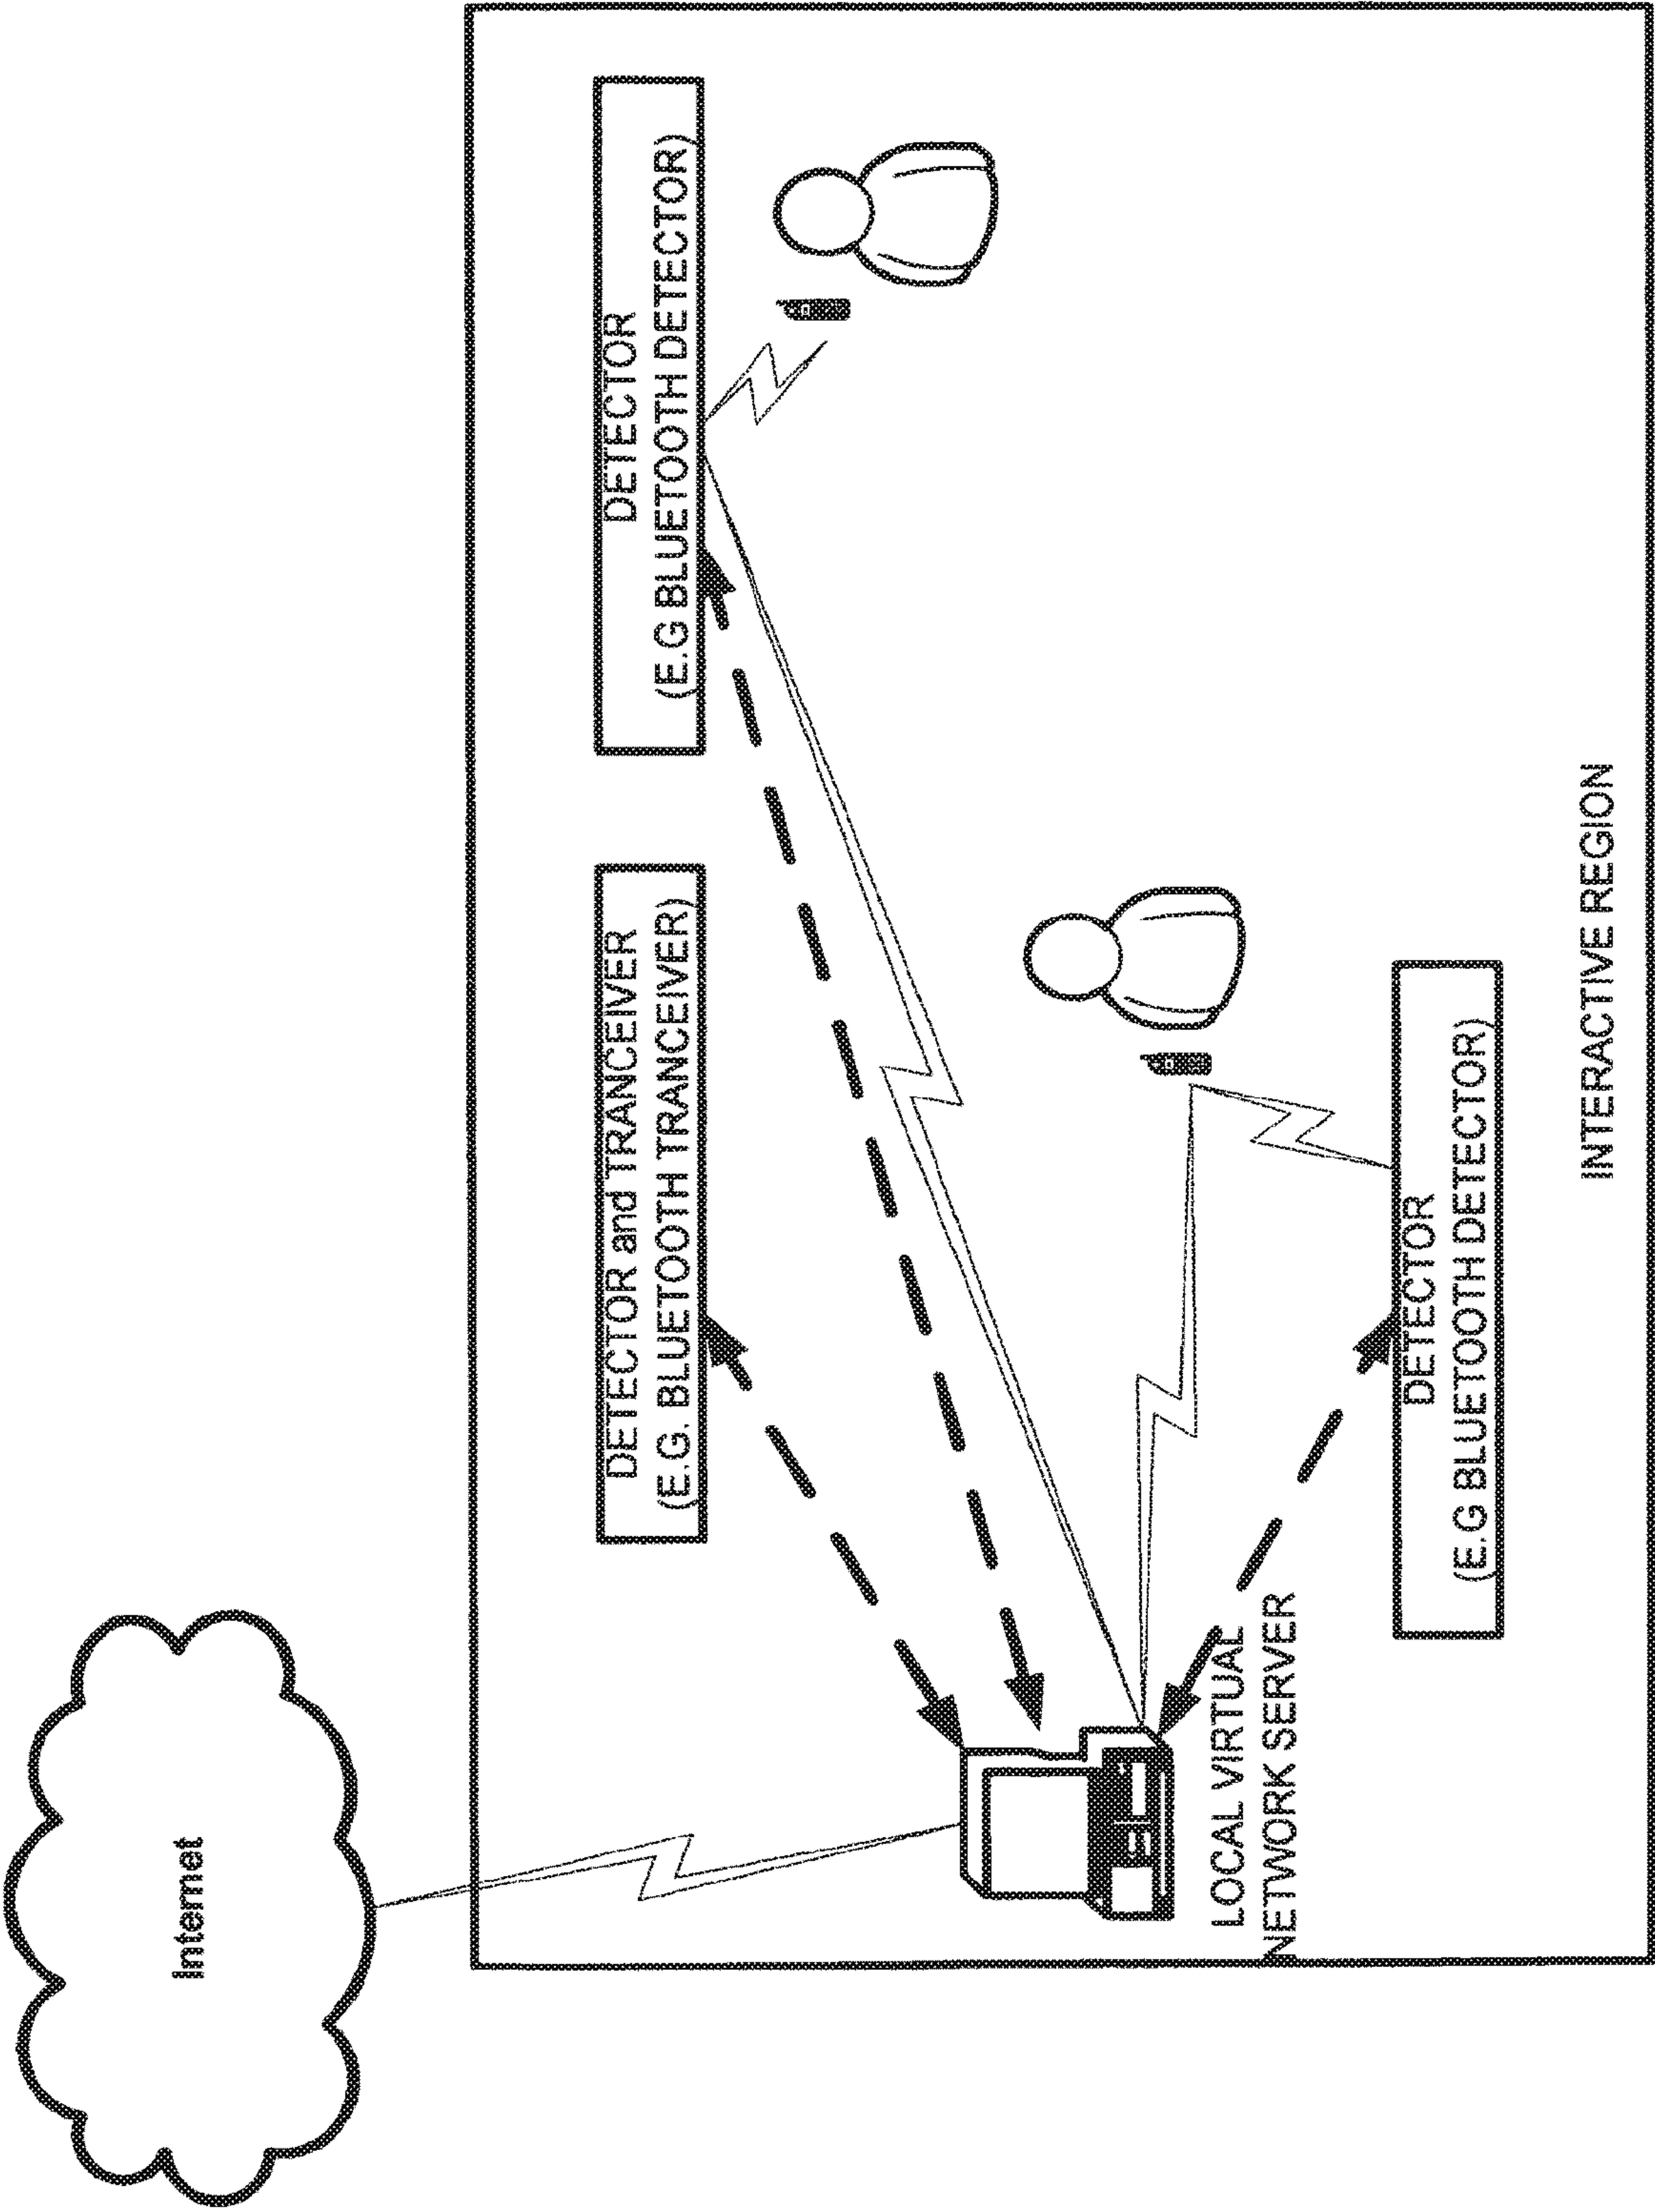 Internet
DETECTOR and TRANCEIVER
(E.G. BLUETOOTH TRANCEIVER)
DETECTOR
(E.G BLUETOOTH DETECTOR)
LOCAL VIRTUAL
NETWORK SERVER
DETECTOR
(E.G BLUETOOTH DETECTOR)
INTERACTIVE REGION